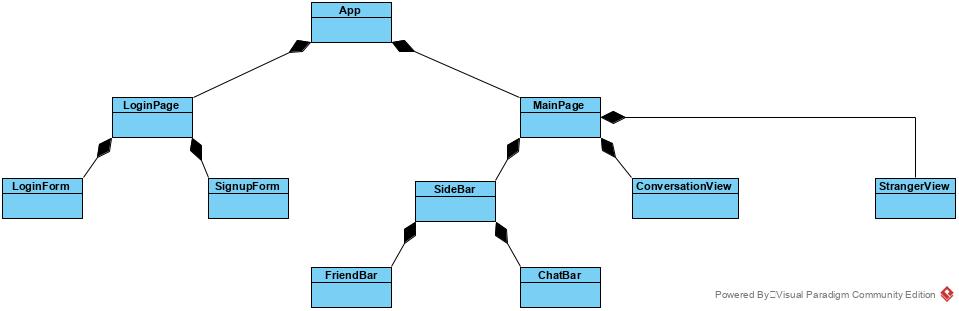 App
LoginPage
MainPage
LoginForm
SignupForm
SideBar
ConversationView
StrangerView
FriendBar
ChatBar
Powered By Visual Paradigm Community Edition